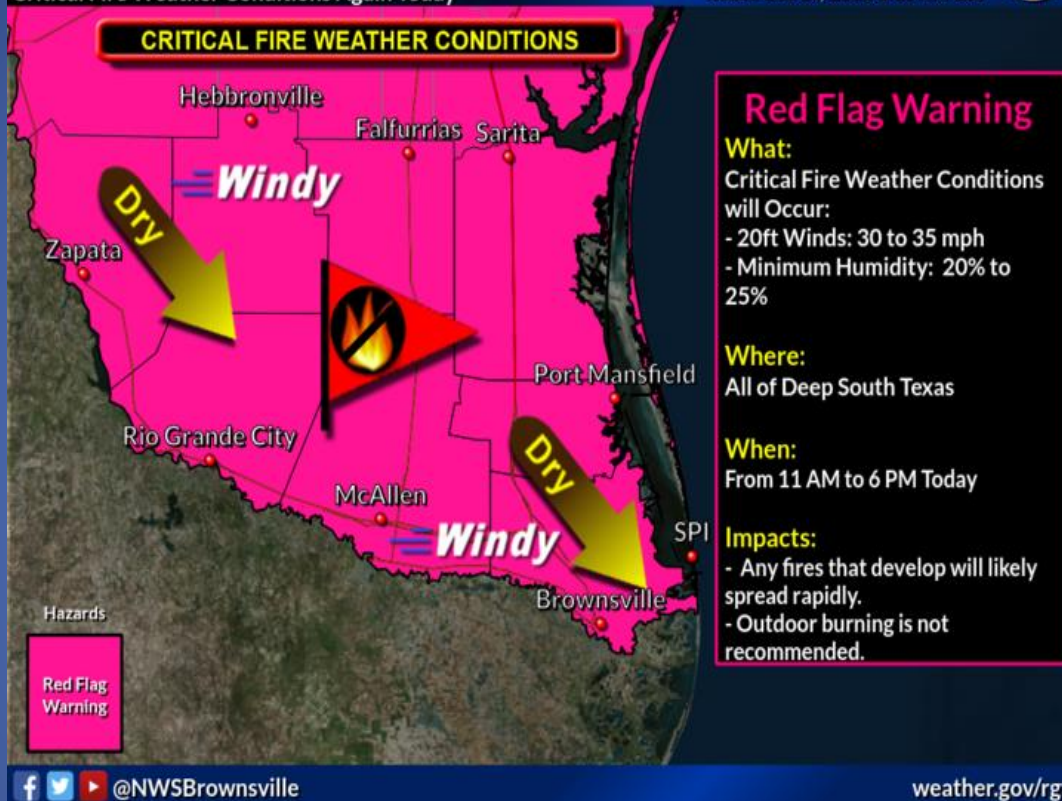 CRITICAL FIRE WEATHER CONDITIONS
Hebbronville
Falfurrias
Sarita
Windy
Dry
Zapata
Port Mansfield
Rio Grande City
Dry
McAllen
Windy
SPI
Brownsville
Hazards
Red Flag
Warning
Red Flag Warning
What:
Critical Fire Weather Conditions
will Occur:
- 20ft Winds: 30 to 35 mph
- Minimum Humidity: 20% to
25%
Where:
All of Deep South Texas
When:
From 11 AM to 6 PM Today
Impacts:
- Any fires that develop will likely
spread rapidly.
- Outdoor burning is not
recommended.
@NWSBrownsville
weather.gov/rg